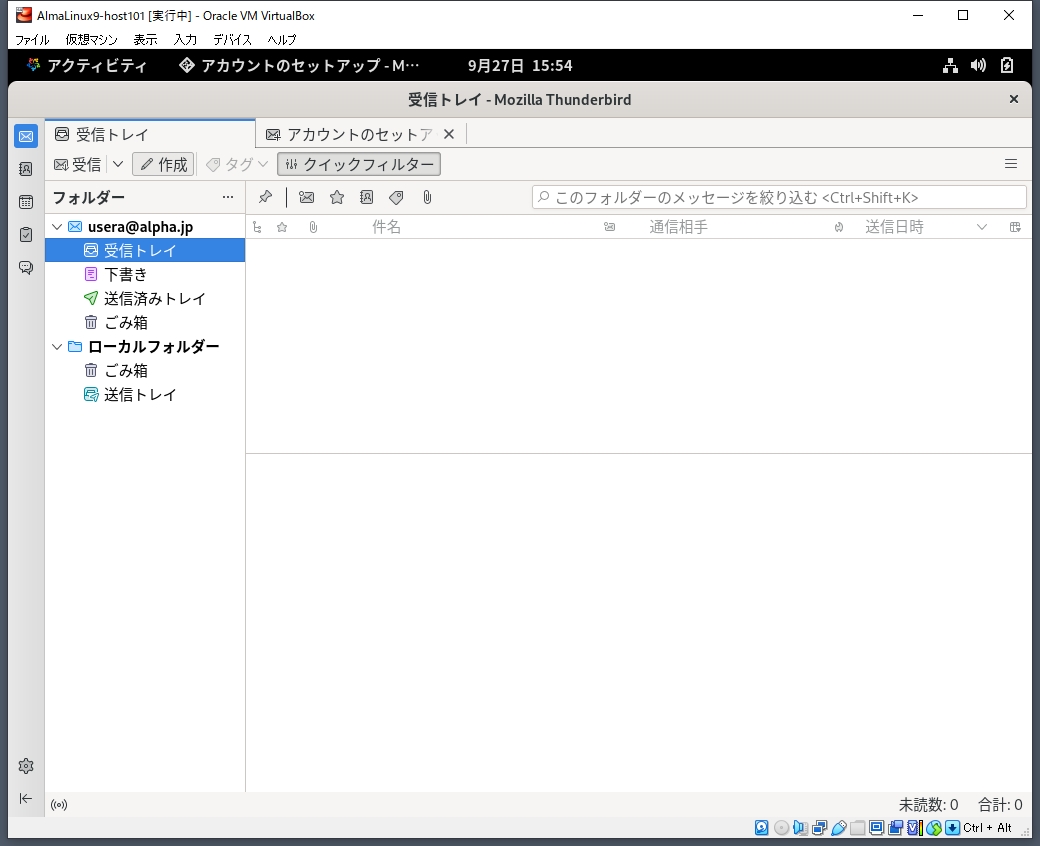 AlmaLinux9-host101 [実行中] - Oracle VM VirtualBox
ファイル 仮想マシン 表示 入力 デバイス ヘルプ
アクティビティ アカウントのセットアップ - M… 9月27日 15:54
受信トレイ - Mozilla Thunderbird
受信トレイ アカウントのセットア
受信 作成 タグ クイックフィルター
フォルダー このフォルダーのメッセージを絞り込む <Ctrl+Shift+K>
usera@alpha.jp 件名 通信相手 送信日時
受信トレイ
下書き
送信済みトレイ
ごみ箱
ローカルフォルダー
ごみ箱
送信トレイ
未読数: 0 合計: 0
Ctrl + Alt